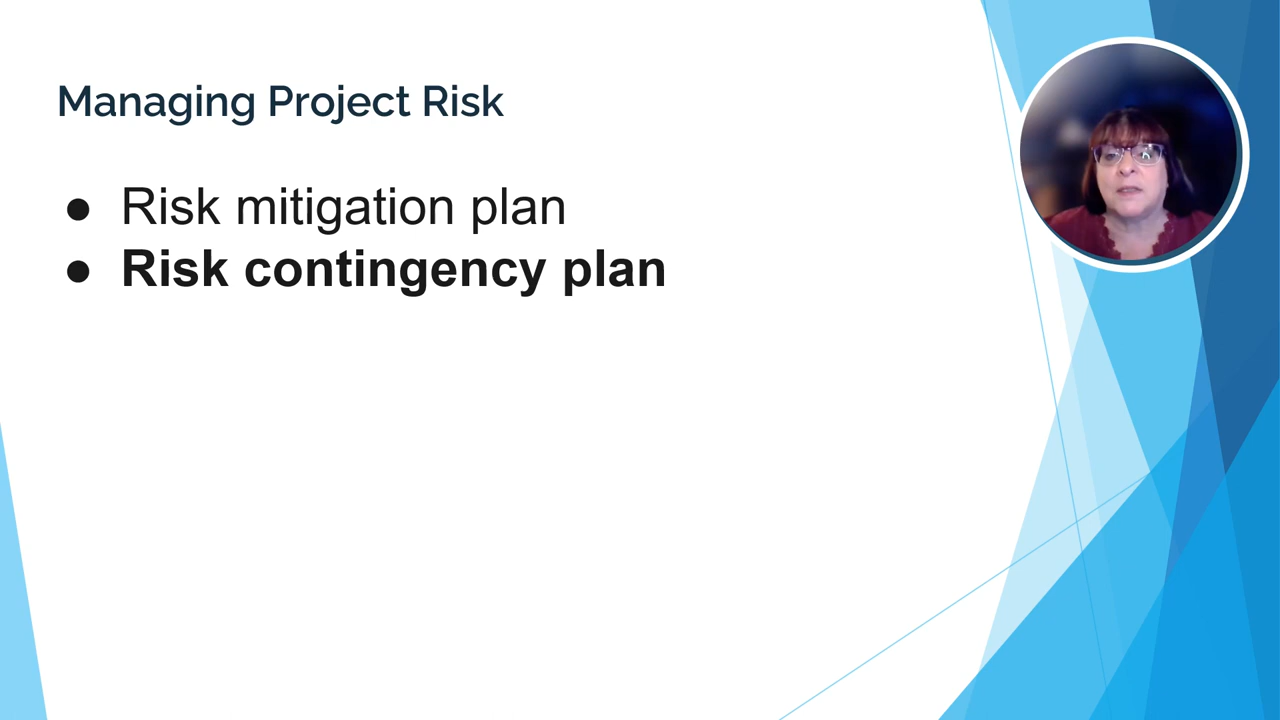 Managing Project Risk
● Risk mitigation plan
● Risk contingency plan